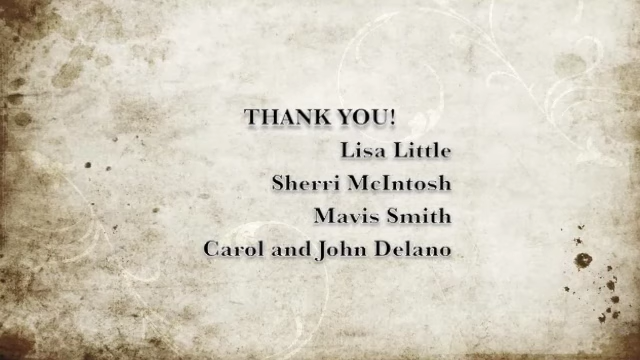 THANK YOU!
Lisa Little
Sherri McIntosh
Mavis Smith
Carol and John Delano